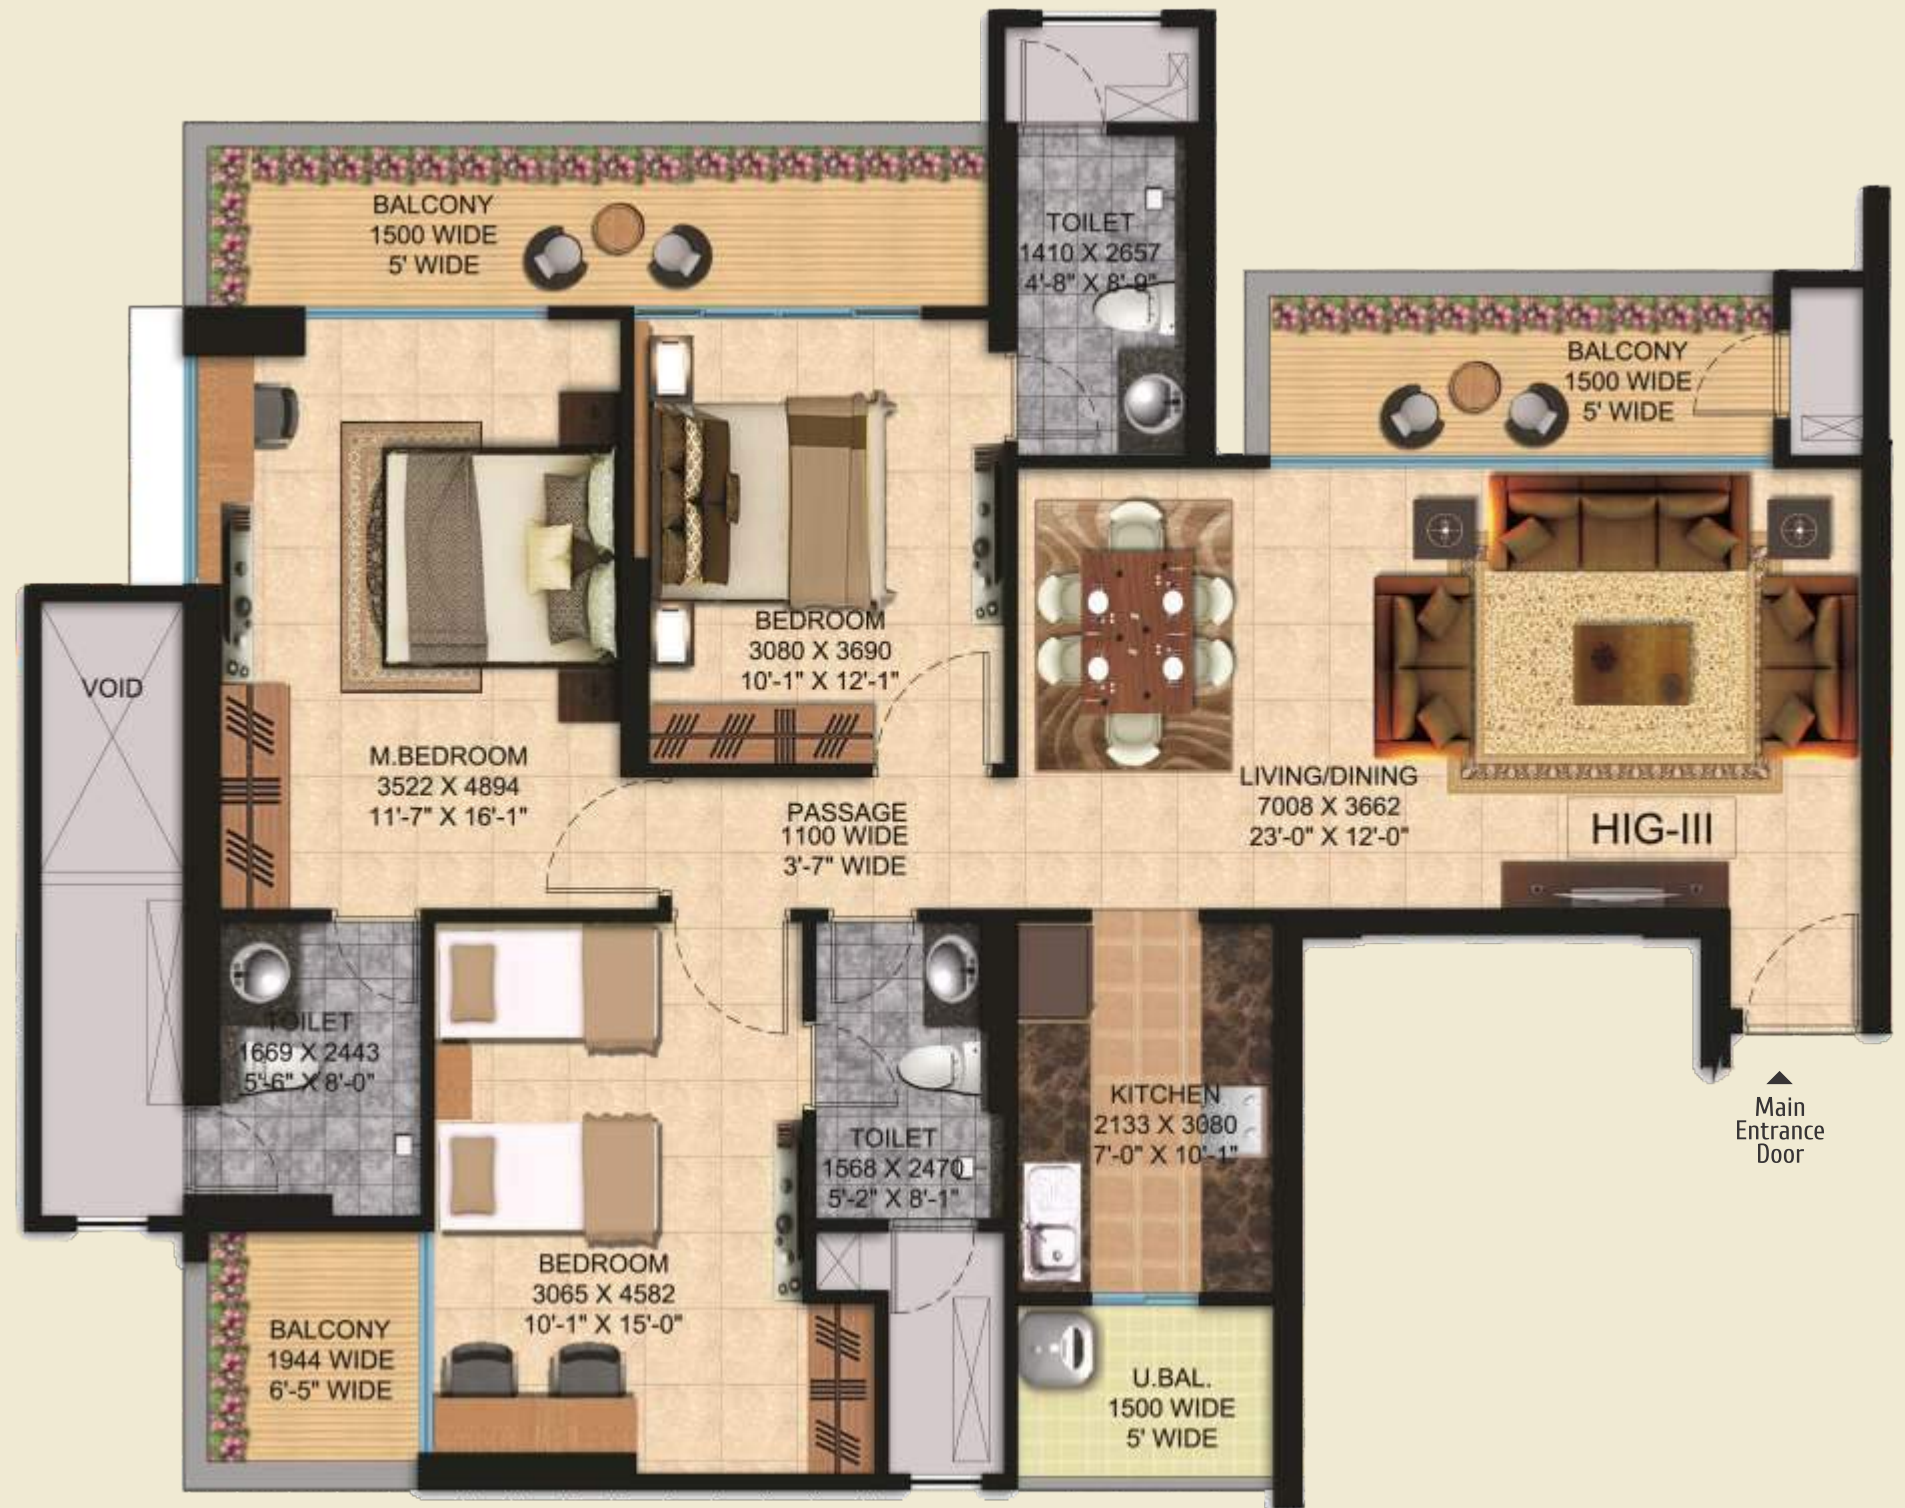 BALCONY
1500 WIDE
5' WIDE
TOILET
1410 X 2657
4'-8" X 8'-9"
BALCONY
1500 WIDE
5' WIDE
BEDROOM
3080 X 3690
10'-1" X 12'-1"
VOID
M.BEDROOM
3522 X 4894
11'-7" X 16'-1"
PASSAGE
1100 WIDE
3'-7" WIDE
LIVING/DINING
7008 X 3662
23'-0" X 12'-0"
HIG-III
TOILET
1669 X 2443
5'-6" X 8'-0"
KITCHEN
2133 X 3080
7'-0" X 10'-1"
Main
Entrance
Door
TOILET
1568 X 2470
5'-2" X 8'-1"
BEDROOM
3065 X 4582
10'-1" X 15'-0"
BALCONY
1944 WIDE
6'-5" WIDE
U.BAL.
1500 WIDE
5' WIDE